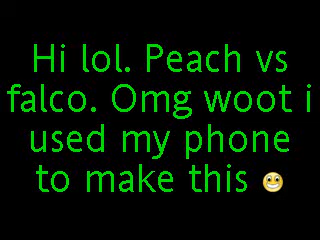 Hi lol. Peach vs
falco. Omg woot i
used my phone
to make this 😁